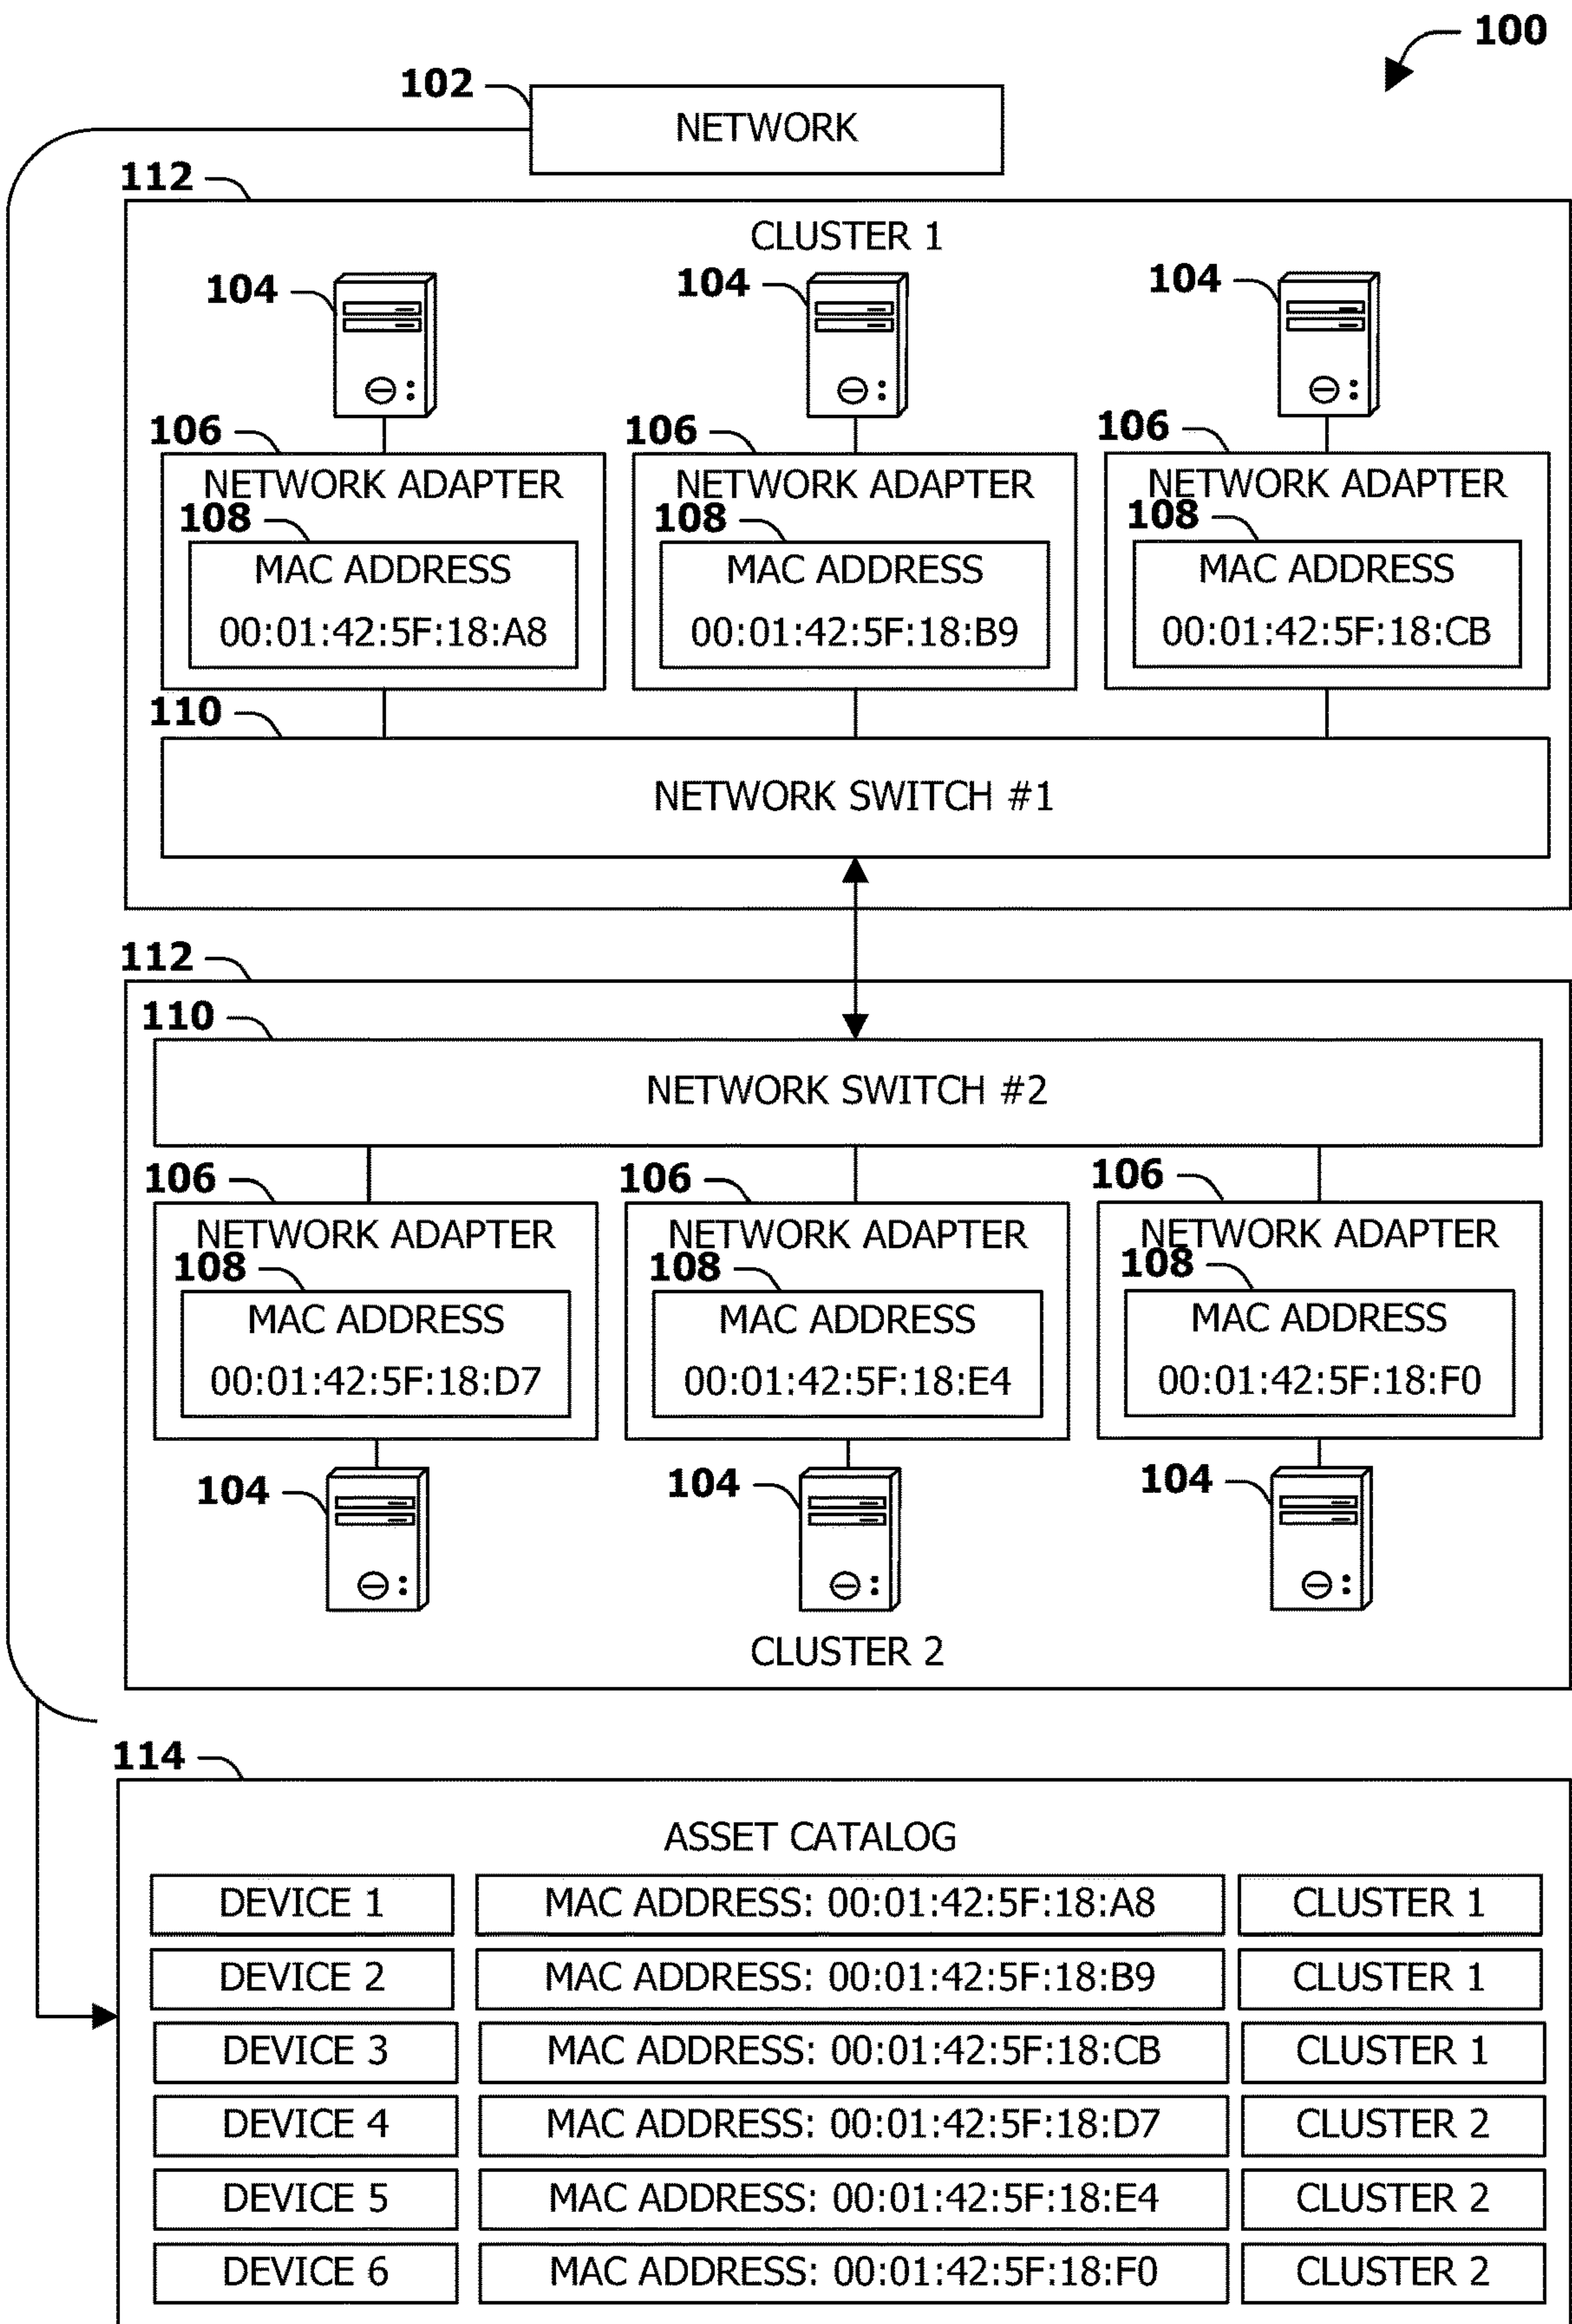 100
102
NETWORK
112
CLUSTER 1
104 104 104
106 106 106
NETWORK ADAPTER NETWORK ADAPTER NETWORK ADAPTER
108 108 108
MAC ADDRESS MAC ADDRESS MAC ADDRESS
00:01:42:5F:18:A8 00:01:42:5F:18:B9 00:01:42:5F:18:CB
110
NETWORK SWITCH #1
112
110
NETWORK SWITCH #2
106 106 106
NETWORK ADAPTER NETWORK ADAPTER NETWORK ADAPTER
108 108 108
MAC ADDRESS MAC ADDRESS MAC ADDRESS
00:01:42:5F:18:D7 00:01:42:5F:18:E4 00:01:42:5F:18:F0
104 104 104
CLUSTER 2
114
ASSET CATALOG
DEVICE 1 MAC ADDRESS: 00:01:42:5F:18:A8 CLUSTER 1
DEVICE 2 MAC ADDRESS: 00:01:42:5F:18:B9 CLUSTER 1
DEVICE 3 MAC ADDRESS: 00:01:42:5F:18:CB CLUSTER 1
DEVICE 4 MAC ADDRESS: 00:01:42:5F:18:D7 CLUSTER 2
DEVICE 5 MAC ADDRESS: 00:01:42:5F:18:E4 CLUSTER 2
DEVICE 6 MAC ADDRESS: 00:01:42:5F:18:F0 CLUSTER 2